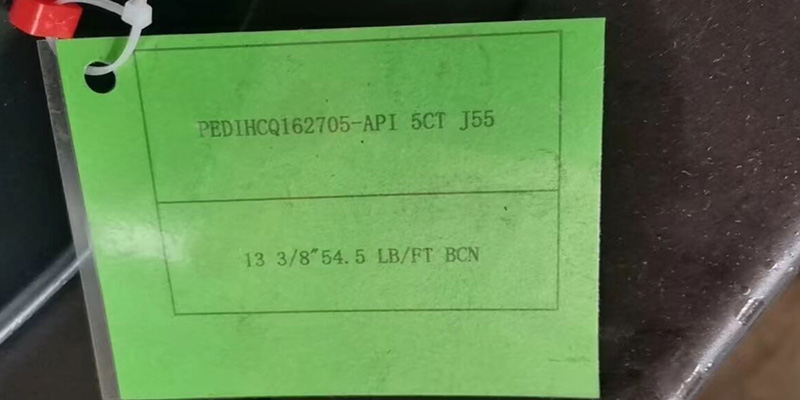 PEDIHCQ162705-API 5CT J55
13 3/8″54.5 LB/FT BCN